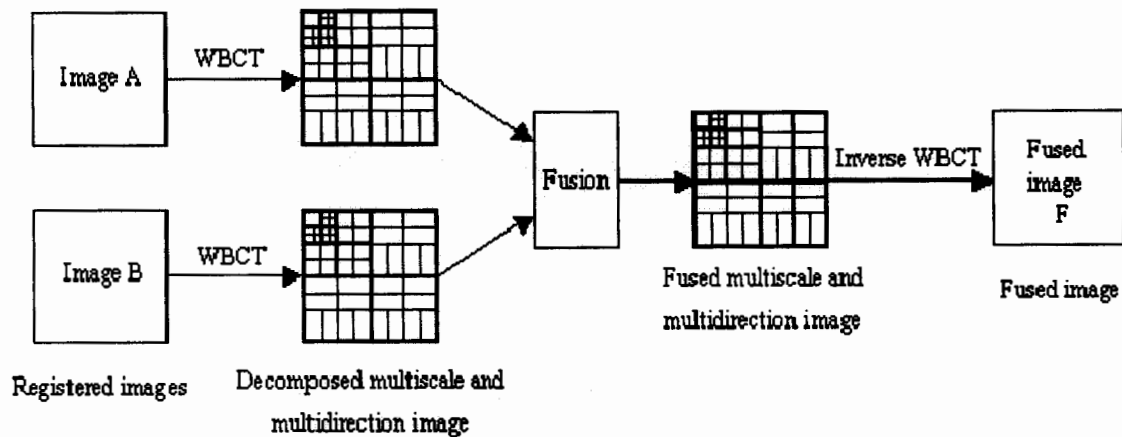 Image A
WBCT
Image B
WBCT
Fusion
Inverse WBCT
Fused
image
F
Registered images
Decomposed multiscale and
multidirection image
Fused multiscale and
multidirection image
Fused image